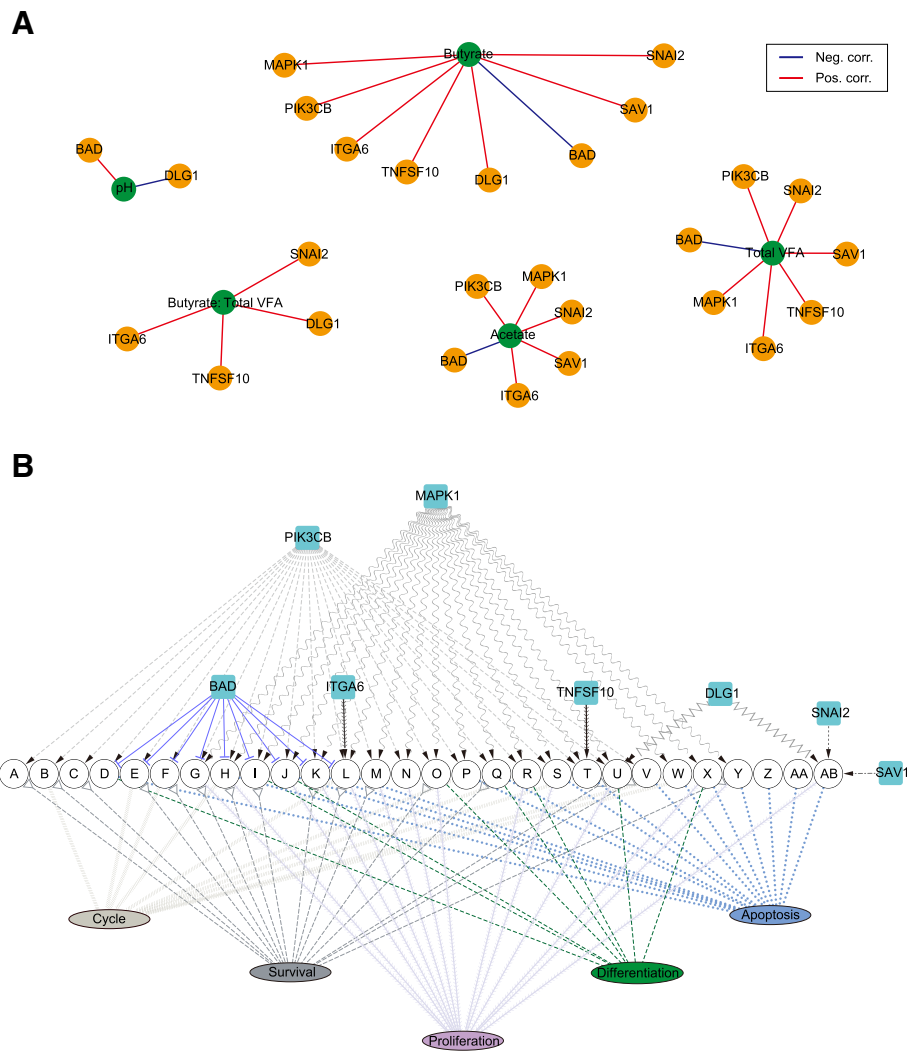 A
Butyrate
SNAI2
MAPK1
Neg. corr.
Pos. corr.
PIK3CB
SAV1
ITGA6
BAD
TNFSF10
DLG1
BAD
pH
DLG1
PIK3CB
SNAI2
BAD
Total VFA
SAV1
MAPK1
TNFSF10
ITGA6
SNAI2
Butyrate: Total VFA
ITGA6
DLG1
TNFSF10
PIK3CB
MAPK1
SNAI2
Acetate
BAD
SAV1
ITGA6
B
MAPK1
PIK3CB
BAD
ITGA6
TNFSF10
DLG1
SNAI2
A B C D E F G H I J K L M N O P Q R S T U V W X Y Z AA AB SAV1
Cycle
Apoptosis
Survival
Differentiation
Proliferation